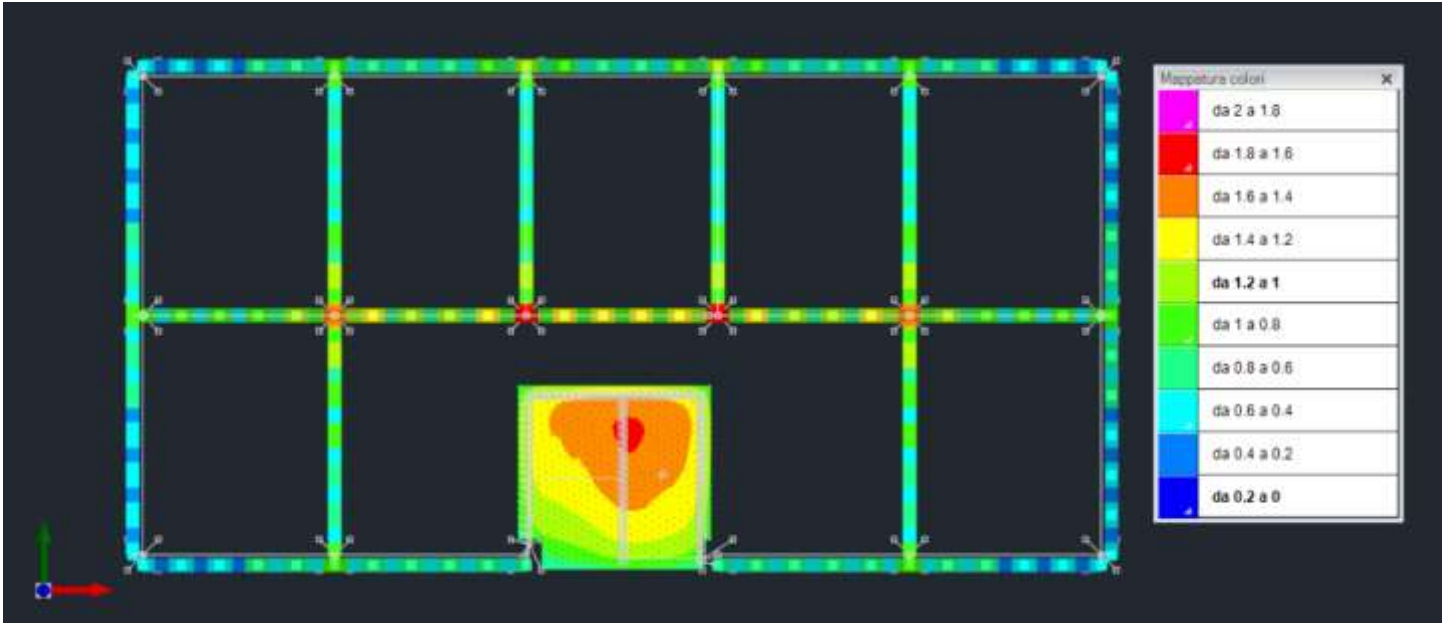 Mappatura colori
da 2 a 1.8
da 1.8 a 1.6
da 1.6 a 1.4
da 1.4 a 1.2
da 1.2 a 1
da 1 a 0.8
da 0.8 a 0.6
da 0.6 a 0.4
da 0.4 a 0.2
da 0.2 a 0